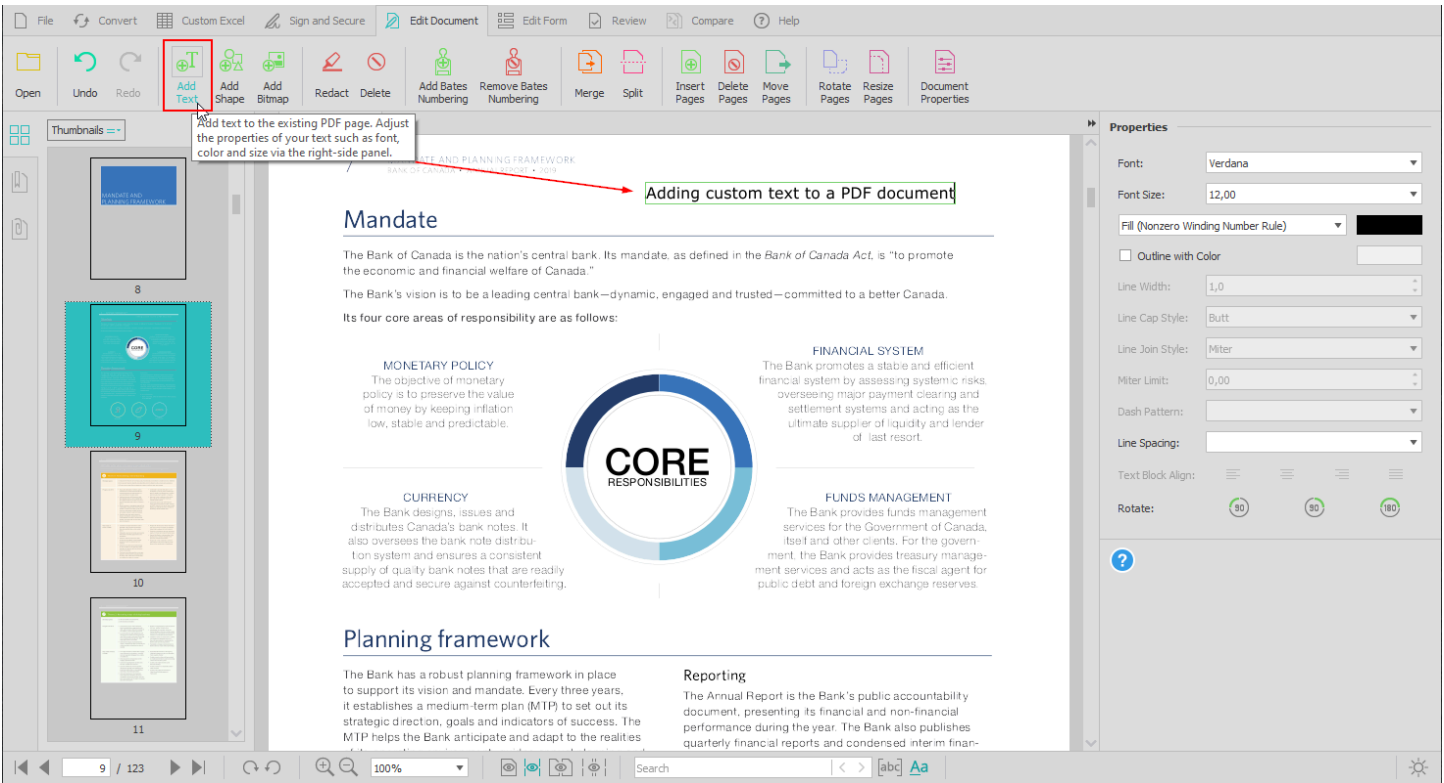 File Convert Custom Excel Sign and Secure Edit Document Edit Form Review Compare Help
Open Undo Redo Add Text Add Shape Add Bitmap Redact Delete Add Bates Numbering Remove Bates Numbering Merge Split Insert Pages Delete Pages Move Pages Rotate Pages Resize Pages Document Properties
Add text to the existing PDF page. Adjust
the properties of your text such as font,
color and size via the right-side panel.
Thumbnails
MANDATE AND
PLANNING FRAMEWORK
8
CORE
9
10
11
AND PLANNING FRAMEWORK
BANK OF CANADA • REPORT • 2019
Adding custom text to a PDF document
Mandate
The Bank of Canada is the nation's central bank. Its mandate, as defined in the Bank of Canada Act, is "to promote
the economic and financial welfare of Canada."
The Bank's vision is to be a leading central bank—dynamic, engaged and trusted—committed to a better Canada.
Its four core areas of responsibility are as follows:
MONETARY POLICY
The objective of monetary
policy is to preserve the value
of money by keeping inflation
low, stable and predictable.
FINANCIAL SYSTEM
The Bank promotes a stable and efficient
financial system by assessing systemic risks,
overseeing major payment clearing and
settlement systems and acting as the
ultimate supplier of liquidity and lender
of last resort.
CORE
RESPONSIBILITIES
CURRENCY
The Bank designs, issues and
distributes Canada's bank notes. It
also oversees the bank note distribu-
tion system and ensures a consistent
supply of quality bank notes that are readily
accepted and secure against counterfeiting.
FUNDS MANAGEMENT
The Bank provides funds management
services for the Government of Canada,
itself and other clients. For the govern-
ment, the Bank provides treasury manage-
ment services and acts as the fiscal agent for
public debt and foreign exchange reserves.
Planning framework
The Bank has a robust planning framework in place
to support its vision and mandate. Every three years,
it establishes a medium-term plan (MTP) to set out its
strategic direction, goals and indicators of success. The
MTP helps the Bank anticipate and adapt to the realities
Reporting
The Annual Report is the Bank's public accountability
document, presenting its financial and non-financial
performance during the year. The Bank also publishes
quarterly financial reports and condensed interim finan-
Properties
Font: Verdana
Font Size: 12,00
Fill (Nonzero Winding Number Rule)
Outline with Color
Line Width: 1,0
Line Cap Style: Butt
Line Join Style: Miter
Miter Limit: 0,00
Dash Pattern:
Line Spacing:
Text Block Align:
Rotate: 90 90 180
?
9 / 123 100% Search abc Aa